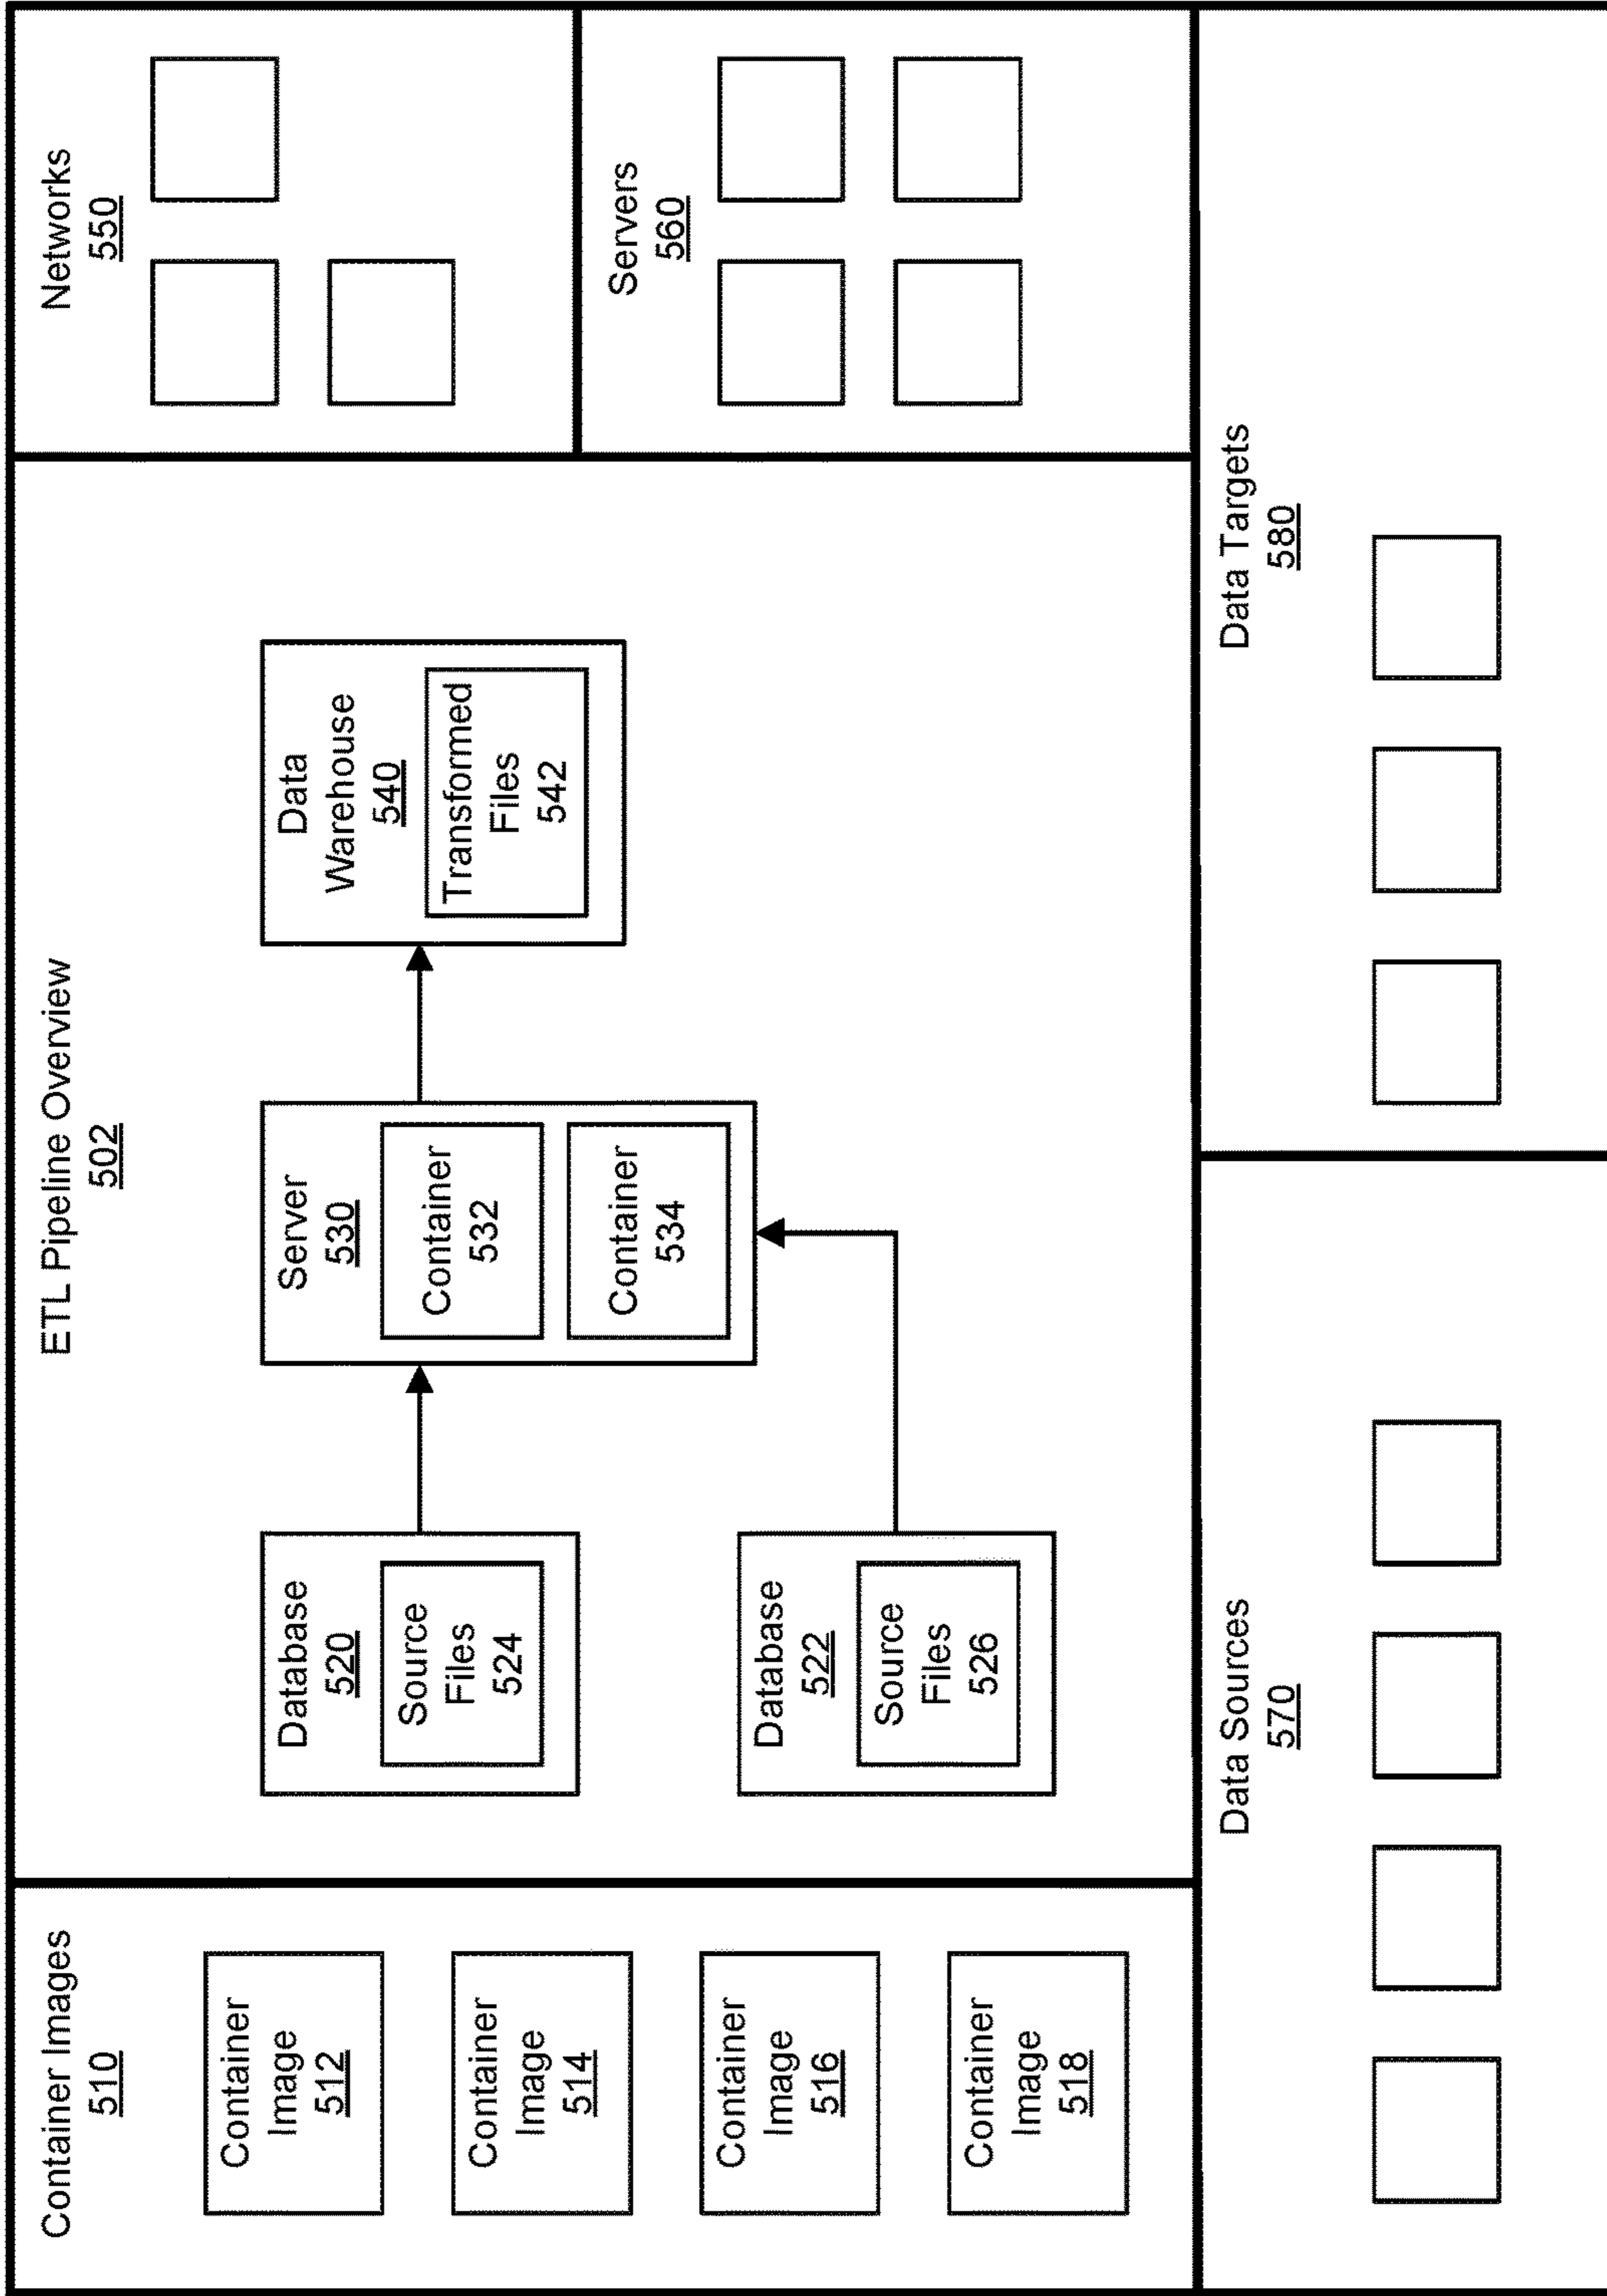 Container Images
510
Container
Image
512
Container
Image
514
Container
Image
516
Container
Image
518
ETL Pipeline Overview
502
Database
520
Source
Files
524
Database
522
Source
Files
526
Server
530
Container
532
Container
534
Data
Warehouse
540
Transformed
Files
542
Networks
550
Servers
560
Data Sources
570
Data Targets
580